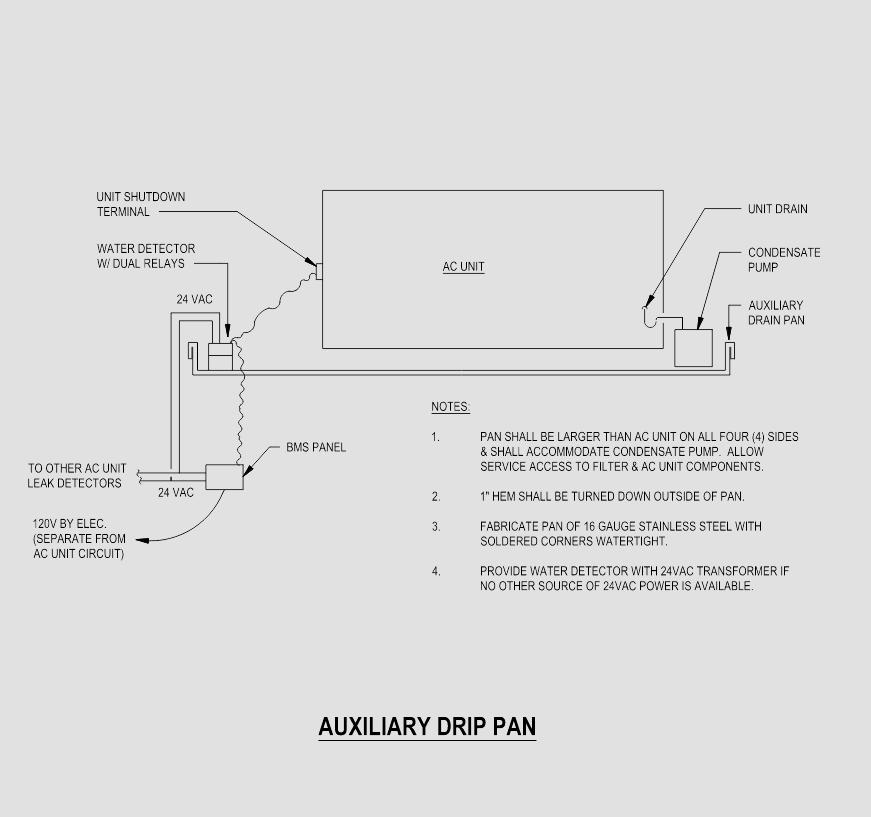 UNIT SHUTDOWN
TERMINAL
WATER DETECTOR
W/ DUAL RELAYS
24 VAC
AC UNIT
UNIT DRAIN
CONDENSATE
PUMP
AUXILIARY
DRAIN PAN
BMS PANEL
TO OTHER AC UNIT
LEAK DETECTORS
24 VAC
120V BY ELEC.
(SEPARATE FROM
AC UNIT CIRCUIT)
NOTES:
1. PAN SHALL BE LARGER THAN AC UNIT ON ALL FOUR (4) SIDES
& SHALL ACCOMMODATE CONDENSATE PUMP. ALLOW
SERVICE ACCESS TO FILTER & AC UNIT COMPONENTS.
2. 1" HEM SHALL BE TURNED DOWN OUTSIDE OF PAN.
3. FABRICATE PAN OF 16 GAUGE STAINLESS STEEL WITH
SOLDERED CORNERS WATERTIGHT.
4. PROVIDE WATER DETECTOR WITH 24VAC TRANSFORMER IF
NO OTHER SOURCE OF 24VAC POWER IS AVAILABLE.
AUXILIARY DRIP PAN